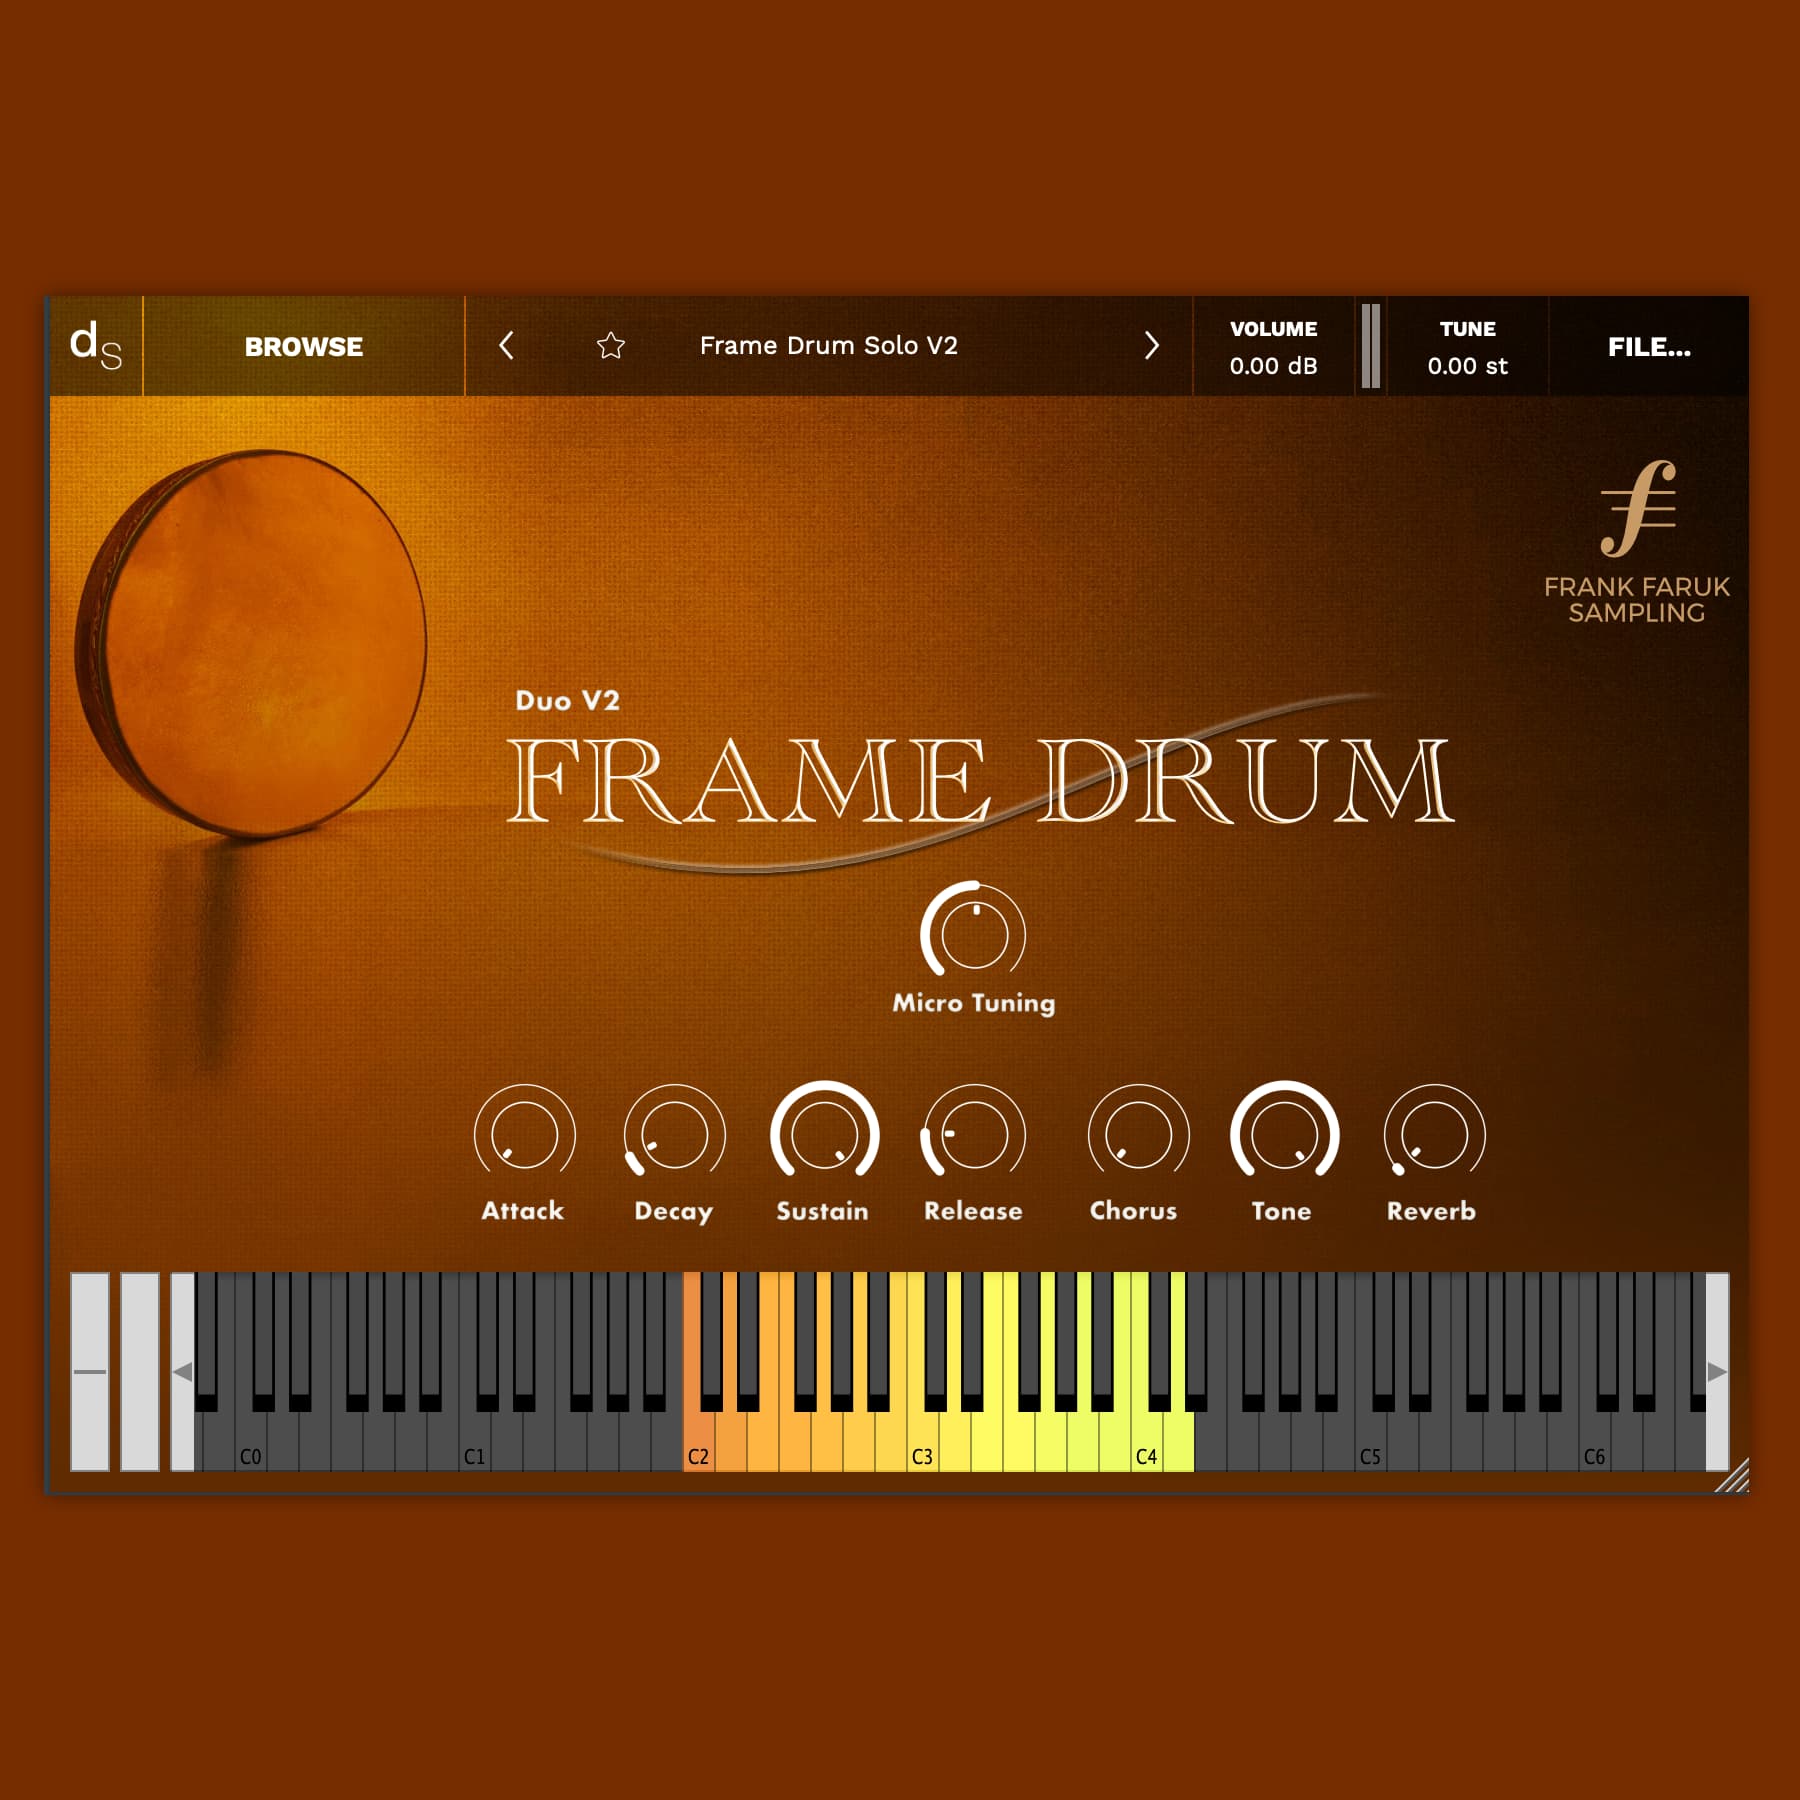 ds
BROWSE
Frame Drum Solo V2
VOLUME
0.00 dB
TUNE
0.00 st
FILE...
FRANK FARUK
SAMPLING
Duo V2
FRAME DRUM
Micro Tuning
Attack
Decay
Sustain
Release
Chorus
Tone
Reverb
C0
C1
C2
C3
C4
C5
C6